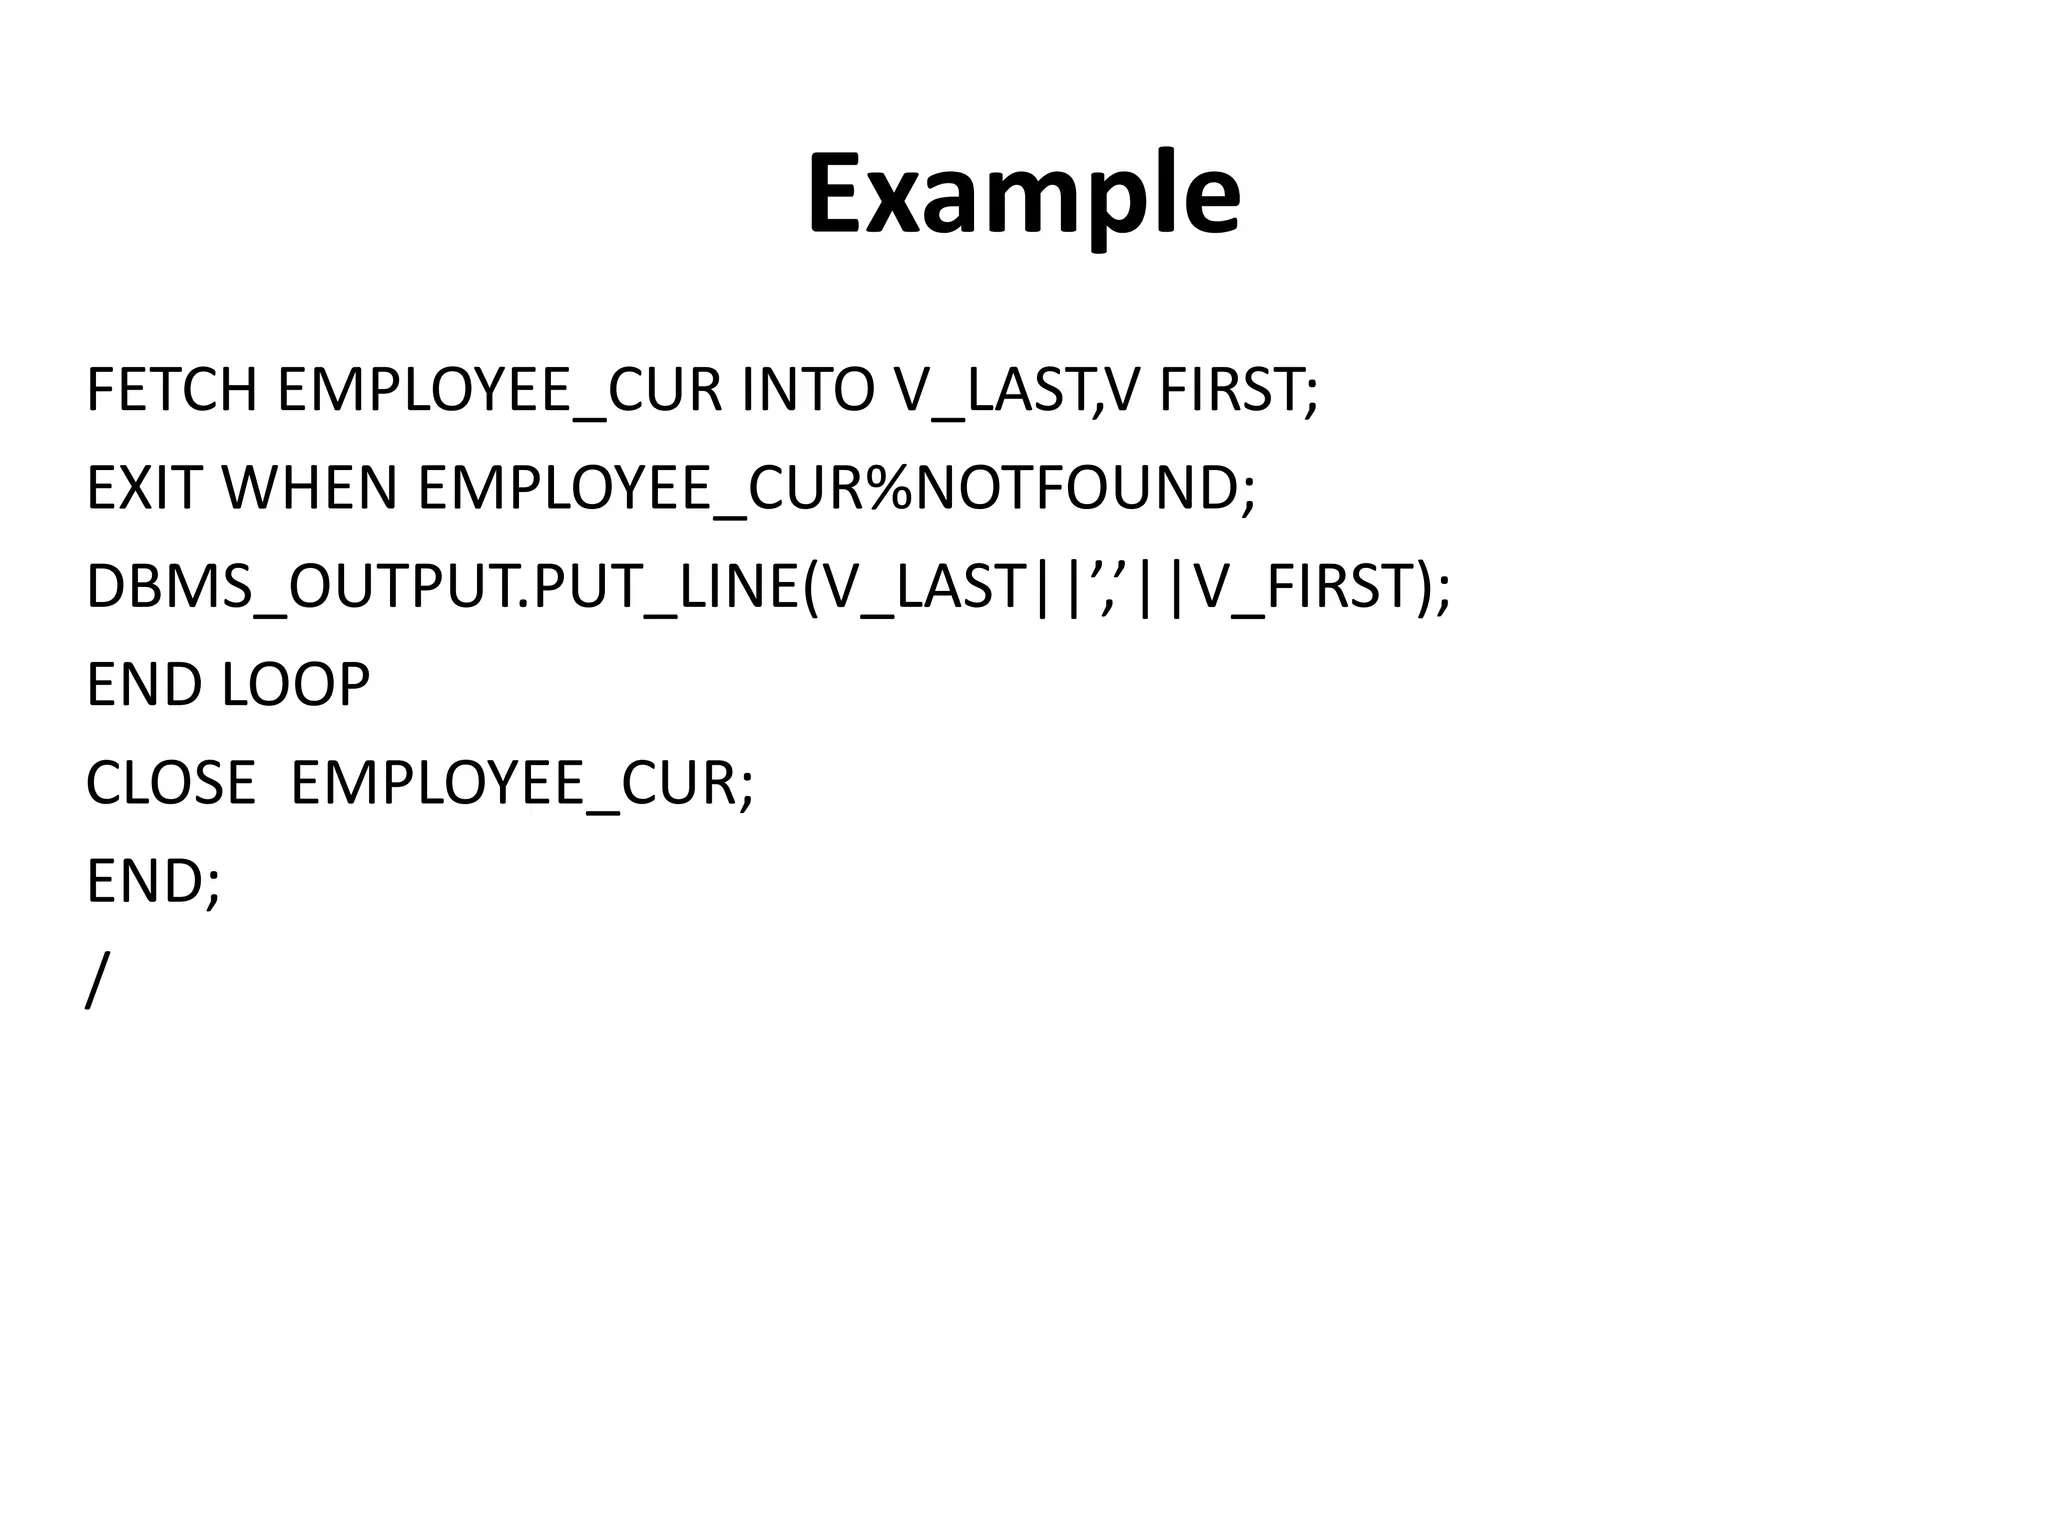 Example
FETCH EMPLOYEE_CUR INTO V_LAST,V FIRST;
EXIT WHEN EMPLOYEE_CUR%NOTFOUND;
DBMS_OUTPUT.PUT_LINE(V_LAST||’,’||V_FIRST);
END LOOP
CLOSE  EMPLOYEE_CUR;
END;
/